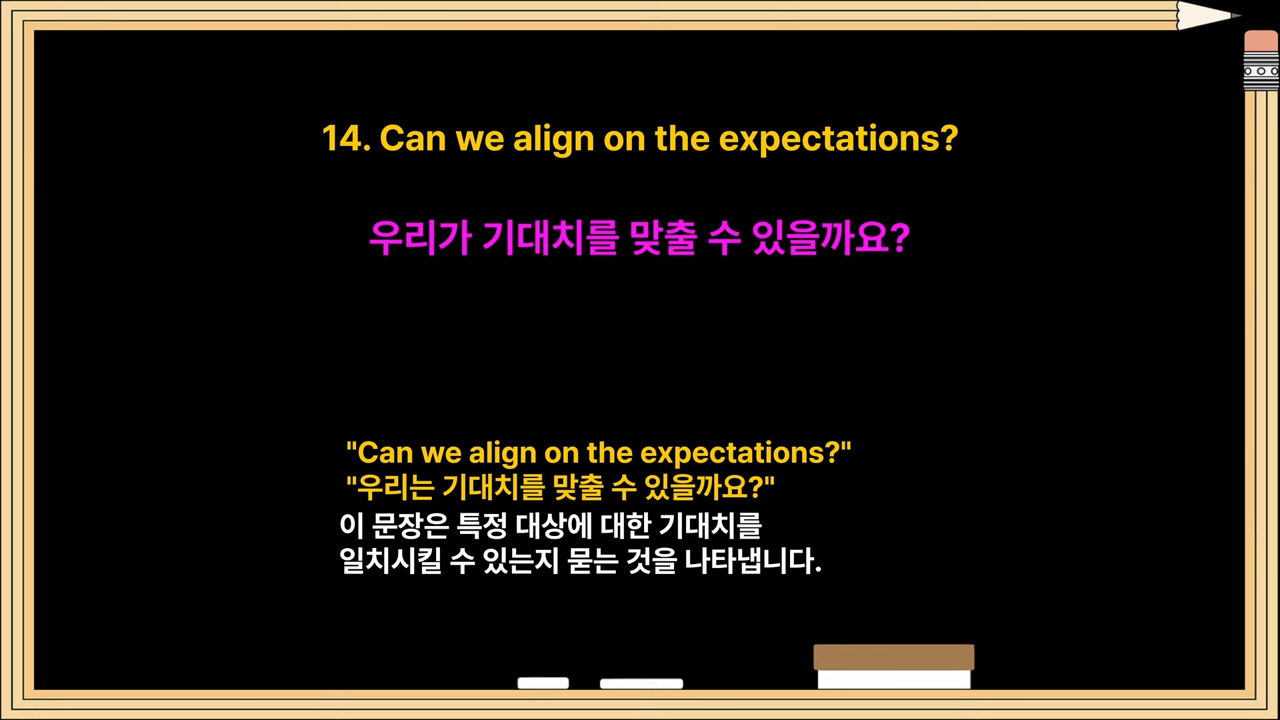 14. Can we align on the expectations?
우리가 기대치를 맞출 수 있을까요?
"Can we align on the expectations?"
"우리는 기대치를 맞출 수 있을까요?"
이 문장은 특정 대상에 대한 기대치를
일치시킬 수 있는지 묻는 것을 나타냅니다.